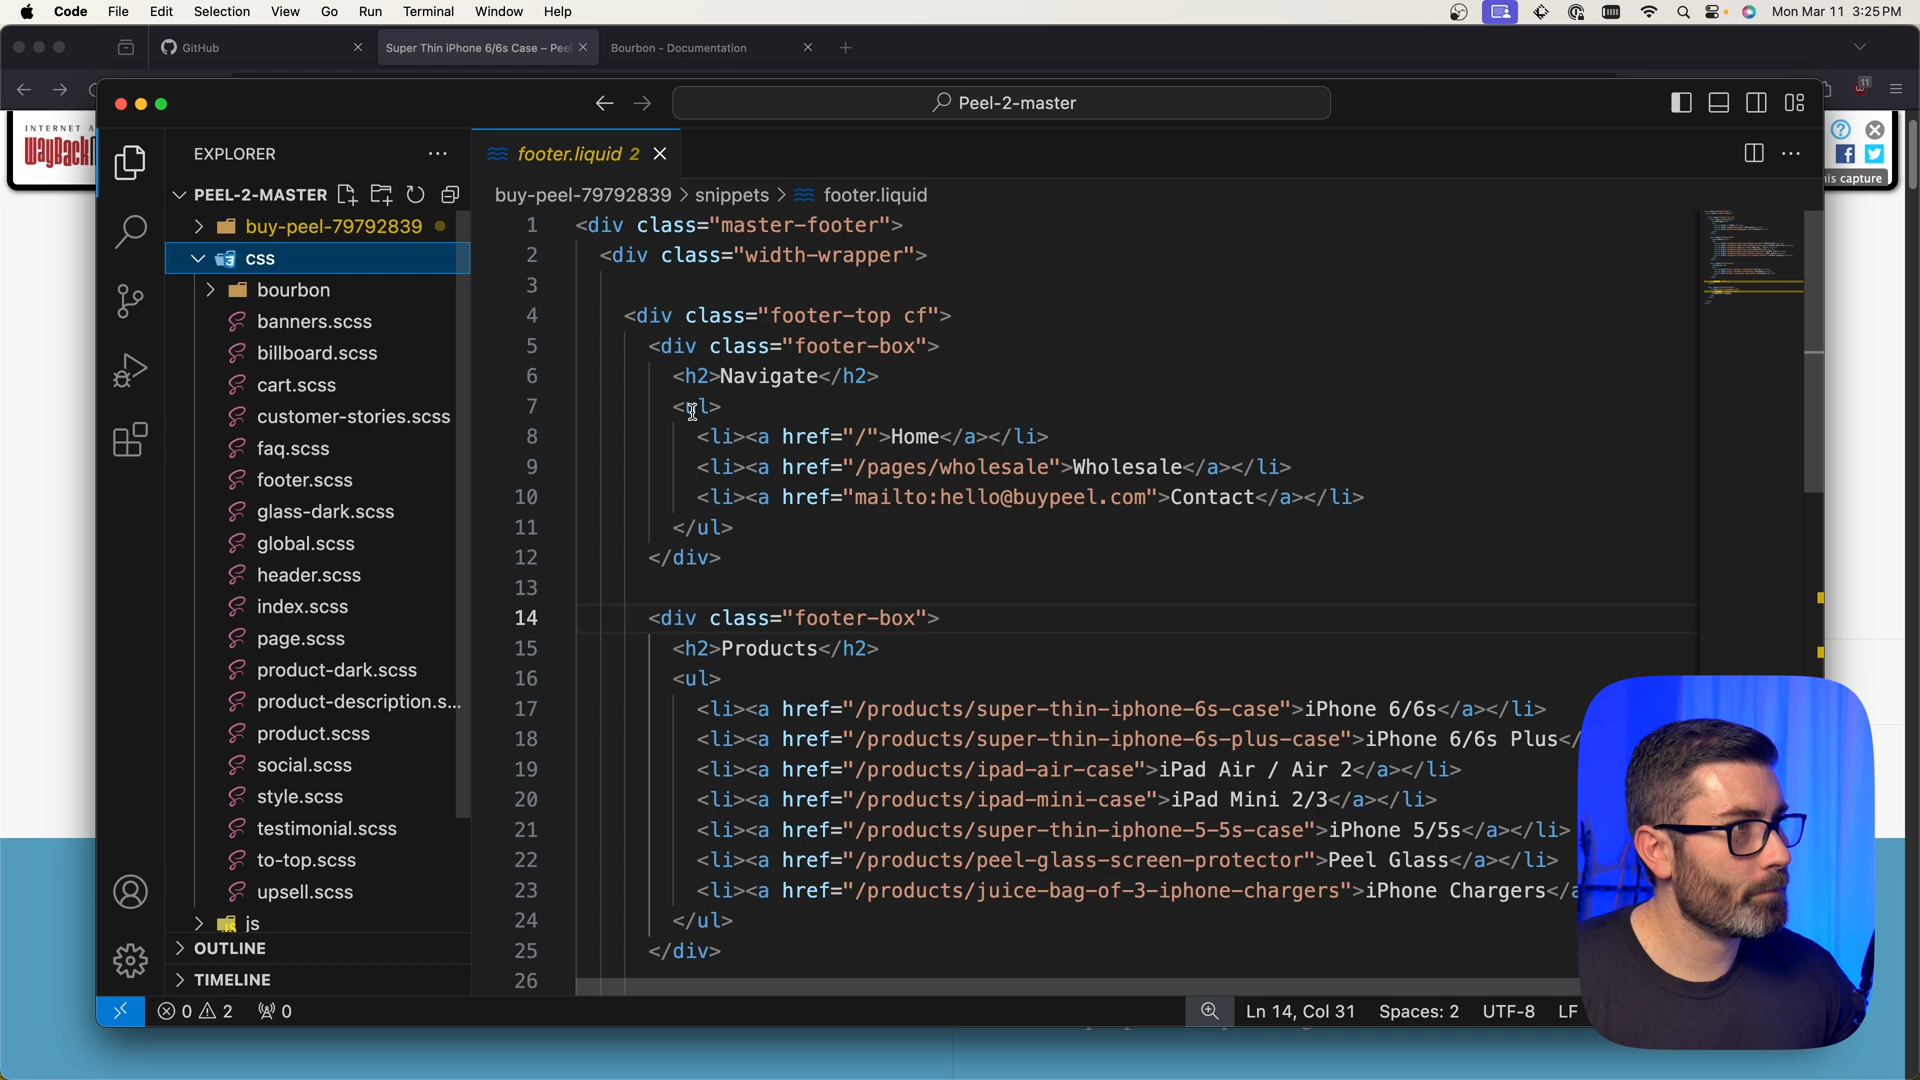 Code File Edit Selection View Go Run Terminal Window Help Mon Mar 11 3:25 PM
GitHub Super Thin iPhone 6/6s Case – Peel Bourbon - Documentation
11
INTERNET A
WayBack
Peel-2-master
his capture
EXPLORER
footer.liquid 2
PEEL-2-MASTER
buy-peel-79792839 > snippets > footer.liquid
buy-peel-79792839
css
bourbon
banners.scss
billboard.scss
cart.scss
customer-stories.scss
faq.scss
footer.scss
glass-dark.scss
global.scss
header.scss
index.scss
page.scss
product-dark.scss
product-description.s...
product.scss
social.scss
style.scss
testimonial.scss
to-top.scss
upsell.scss
js
OUTLINE
TIMELINE
1 <div class="master-footer">
2 <div class="width-wrapper">
3
4 <div class="footer-top cf">
5 <div class="footer-box">
6 <h2>Navigate</h2>
7 <ul>
8 <li><a href="/">Home</a></li>
9 <li><a href="/pages/wholesale">Wholesale</a></li>
10 <li><a href="mailto:hello@buypeel.com">Contact</a></li>
11 </ul>
12 </div>
13
14 <div class="footer-box">
15 <h2>Products</h2>
16 <ul>
17 <li><a href="/products/super-thin-iphone-6s-case">iPhone 6/6s</a></li>
18 <li><a href="/products/super-thin-iphone-6s-plus-case">iPhone 6/6s Plus</
19 <li><a href="/products/ipad-air-case">iPad Air / Air 2</a></li>
20 <li><a href="/products/ipad-mini-case">iPad Mini 2/3</a></li>
21 <li><a href="/products/super-thin-iphone-5-5s-case">iPhone 5/5s</a></li>
22 <li><a href="/products/peel-glass-screen-protector">Peel Glass</a></li>
23 <li><a href="/products/juice-bag-of-3-iphone-chargers">iPhone Chargers</a
24 </ul>
25 </div>
26
0 2 0 Ln 14, Col 31 Spaces: 2 UTF-8 LF